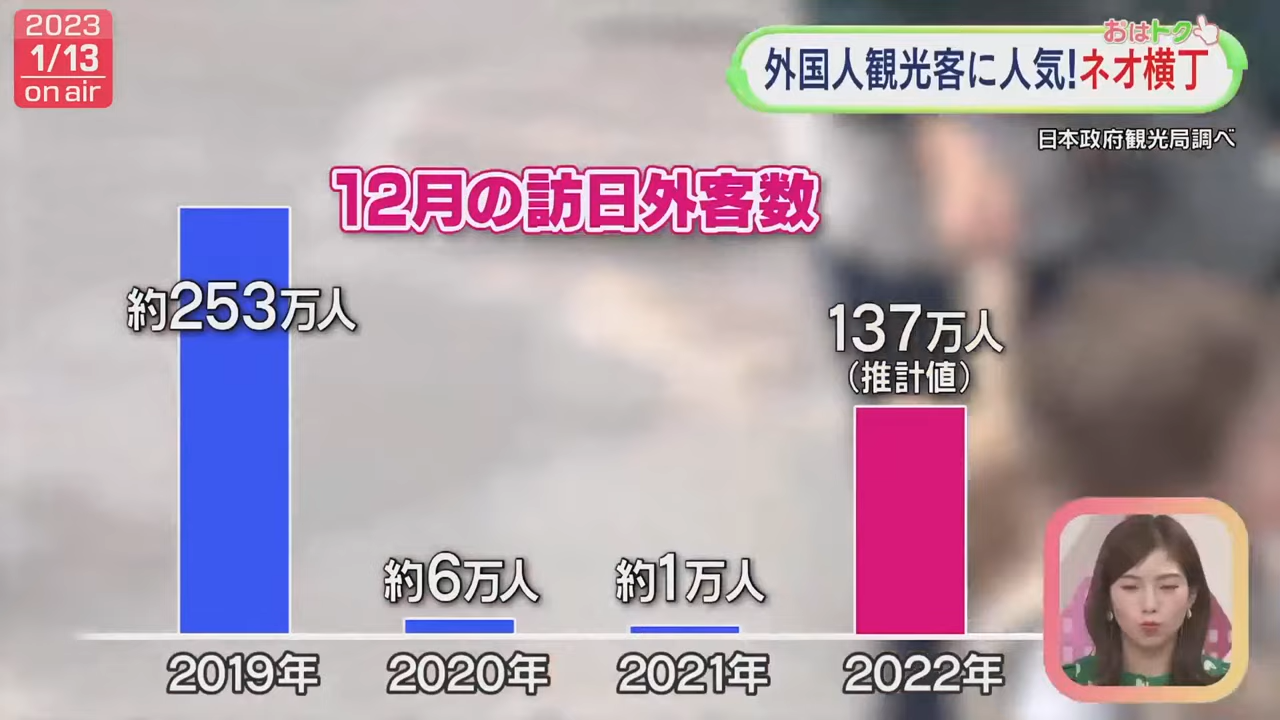 2023
1/13
on air
おはトク
外国人観光客に人気!ネオ横丁
日本政府観光局調べ
12月の訪日外客数
約253万人
137万人
(推計値)
約6万人
約1万人
2019年
2020年
2021年
2022年